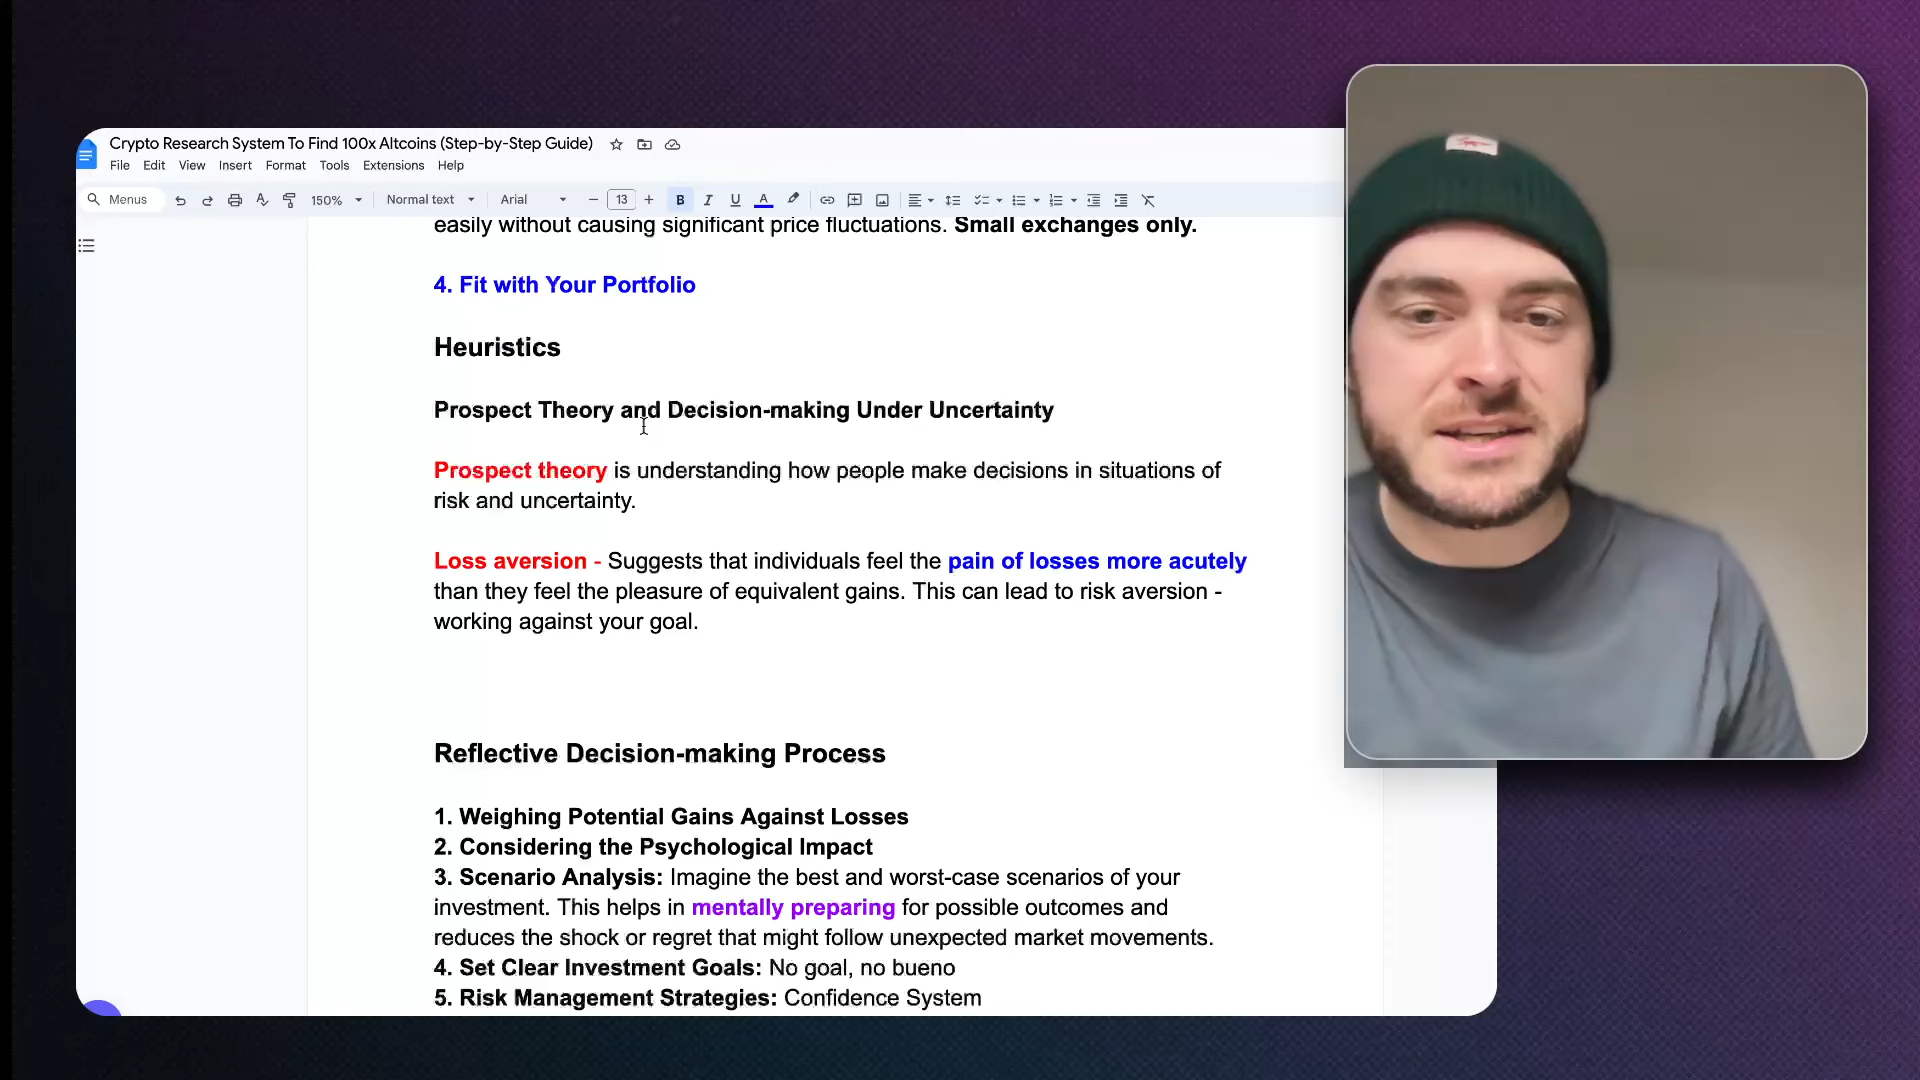 Crypto Research System To Find 100x Altcoins (Step-by-Step Guide)
File Edit View Insert Format Tools Extensions Help
Menus 150% Normal text Arial 13 B I U A
easily without causing significant price fluctuations. Small exchanges only.
4. Fit with Your Portfolio
Heuristics
Prospect Theory and Decision-making Under Uncertainty
Prospect theory is understanding how people make decisions in situations of
risk and uncertainty.
Loss aversion - Suggests that individuals feel the pain of losses more acutely
than they feel the pleasure of equivalent gains. This can lead to risk aversion -
working against your goal.
Reflective Decision-making Process
1. Weighing Potential Gains Against Losses
2. Considering the Psychological Impact
3. Scenario Analysis: Imagine the best and worst-case scenarios of your
investment. This helps in mentally preparing for possible outcomes and
reduces the shock or regret that might follow unexpected market movements.
4. Set Clear Investment Goals: No goal, no bueno
5. Risk Management Strategies: Confidence System